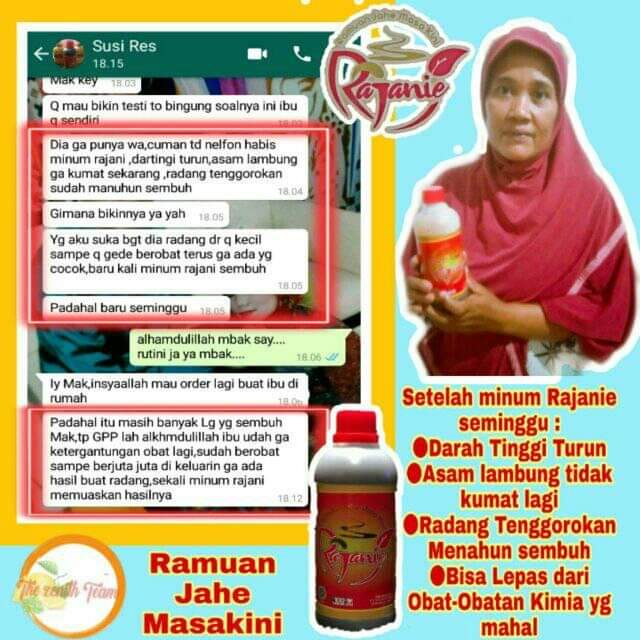 Susi Res
18.15
Mak key 18.03
Q mau bikin testi to bingung soalnya ini ibu
q sendiri 18.03
Dia ga punya wa,cuman td nelfon habis
minum rajani ,dartingi turun,asam lambung
ga kumat sekarang ,radang tenggorokan
sudah manuhun sembuh 18.04
Gimana bikinnya ya yah 18.05
Yg aku suka bgt dia radang dr q kecil
sampe q gede berobat terus ga ada yg
cocok,baru kali minum rajani sembuh
18.05
Padahal baru seminggu 18.05
alhamdulillah mbak say....
rutini ja ya mbak.... 18.06
Iy Mak,insyaallah mau order lagi buat ibu di
rumah 18.06
Padahal itu masih banyak Lg yg sembuh
Mak,tp GPP lah alkhmdulillah ibu udah ga
ketergantungan obat lagi,sudah berobat
sampe berjuta juta di keluarin ga ada
hasil buat radang,sekali minum rajani
memuaskan hasilnya 18.12
Ramuan Jahe Masa Kini
Rajanie
Setelah minum Rajanie
seminggu :
●Darah Tinggi Turun
●Asam lambung tidak
kumat lagi
●Radang Tenggorokan
Menahun sembuh
●Bisa Lepas dari
Obat-Obatan Kimia yg
mahal
Rajanie
The zenith Team
Ramuan
Jahe
Masakini